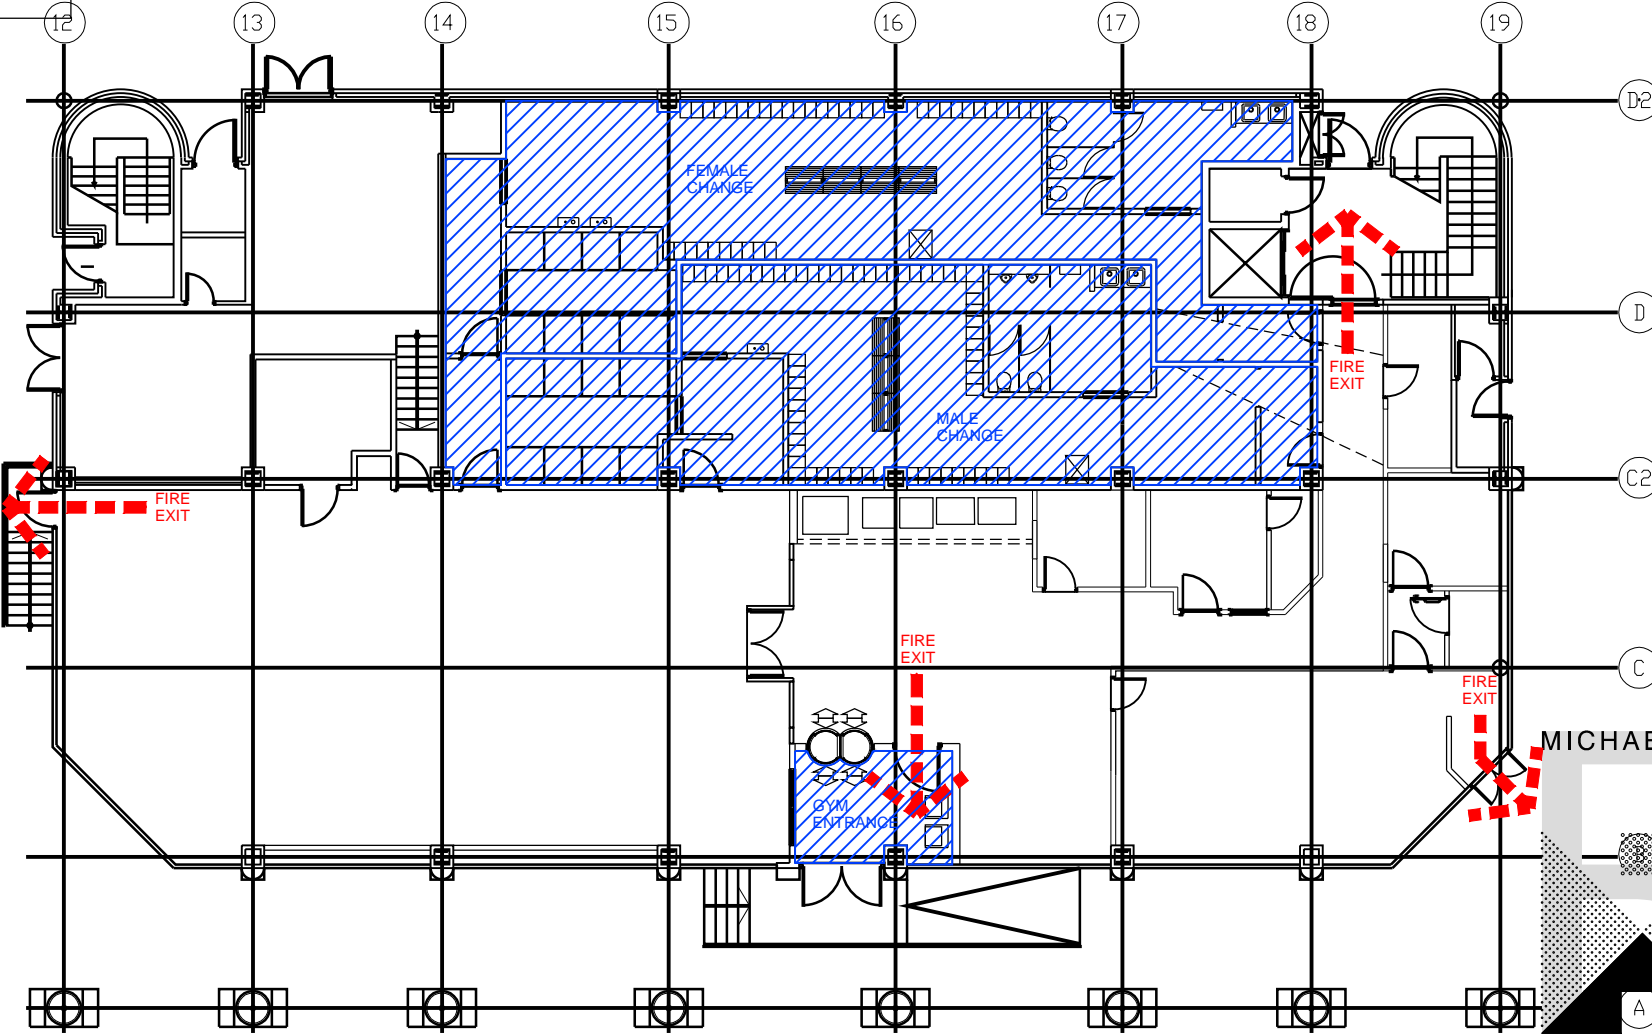 12
13
14
15
16
17
18
19
D2
FEMALE
CHANGE
D
FIRE
EXIT
MALE
CHANGE
C2
FIRE
EXIT
FIRE
EXIT
C
FIRE
EXIT
MICHAE
GYM
ENTRANCE
A